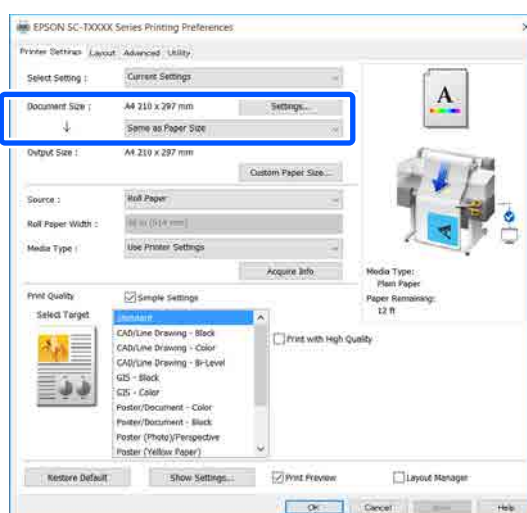 EPSON SC-TXXXX Series Printing Preferences
Printer Settings Layout Advanced Utility
Select Setting : Current Settings
Document Size : A4 210 x 297 mm Settings...
↓ Same as Paper Size
Output Size : A4 210 x 297 mm
Custom Paper Size...
Source : Roll Paper
Roll Paper Width :
Media Type : Use Printer Settings
Acquire Info
A
Media Type:
Plain Paper
Paper Remaining:
12 ft
Print Quality Simple Settings
Select Target Standard
CAD/Line Drawing - Black
CAD/Line Drawing - Color
CAD/Line Drawing - Bi-Level
GIS - Black
GIS - Color
Poster/Document - Color
Poster/Document - Black
Poster (Photo)/Perspective
Poster (Yellow Paper)
Print with High Quality
Restore Default Show Settings... Print Preview Layout Manager
OK Cancel Help